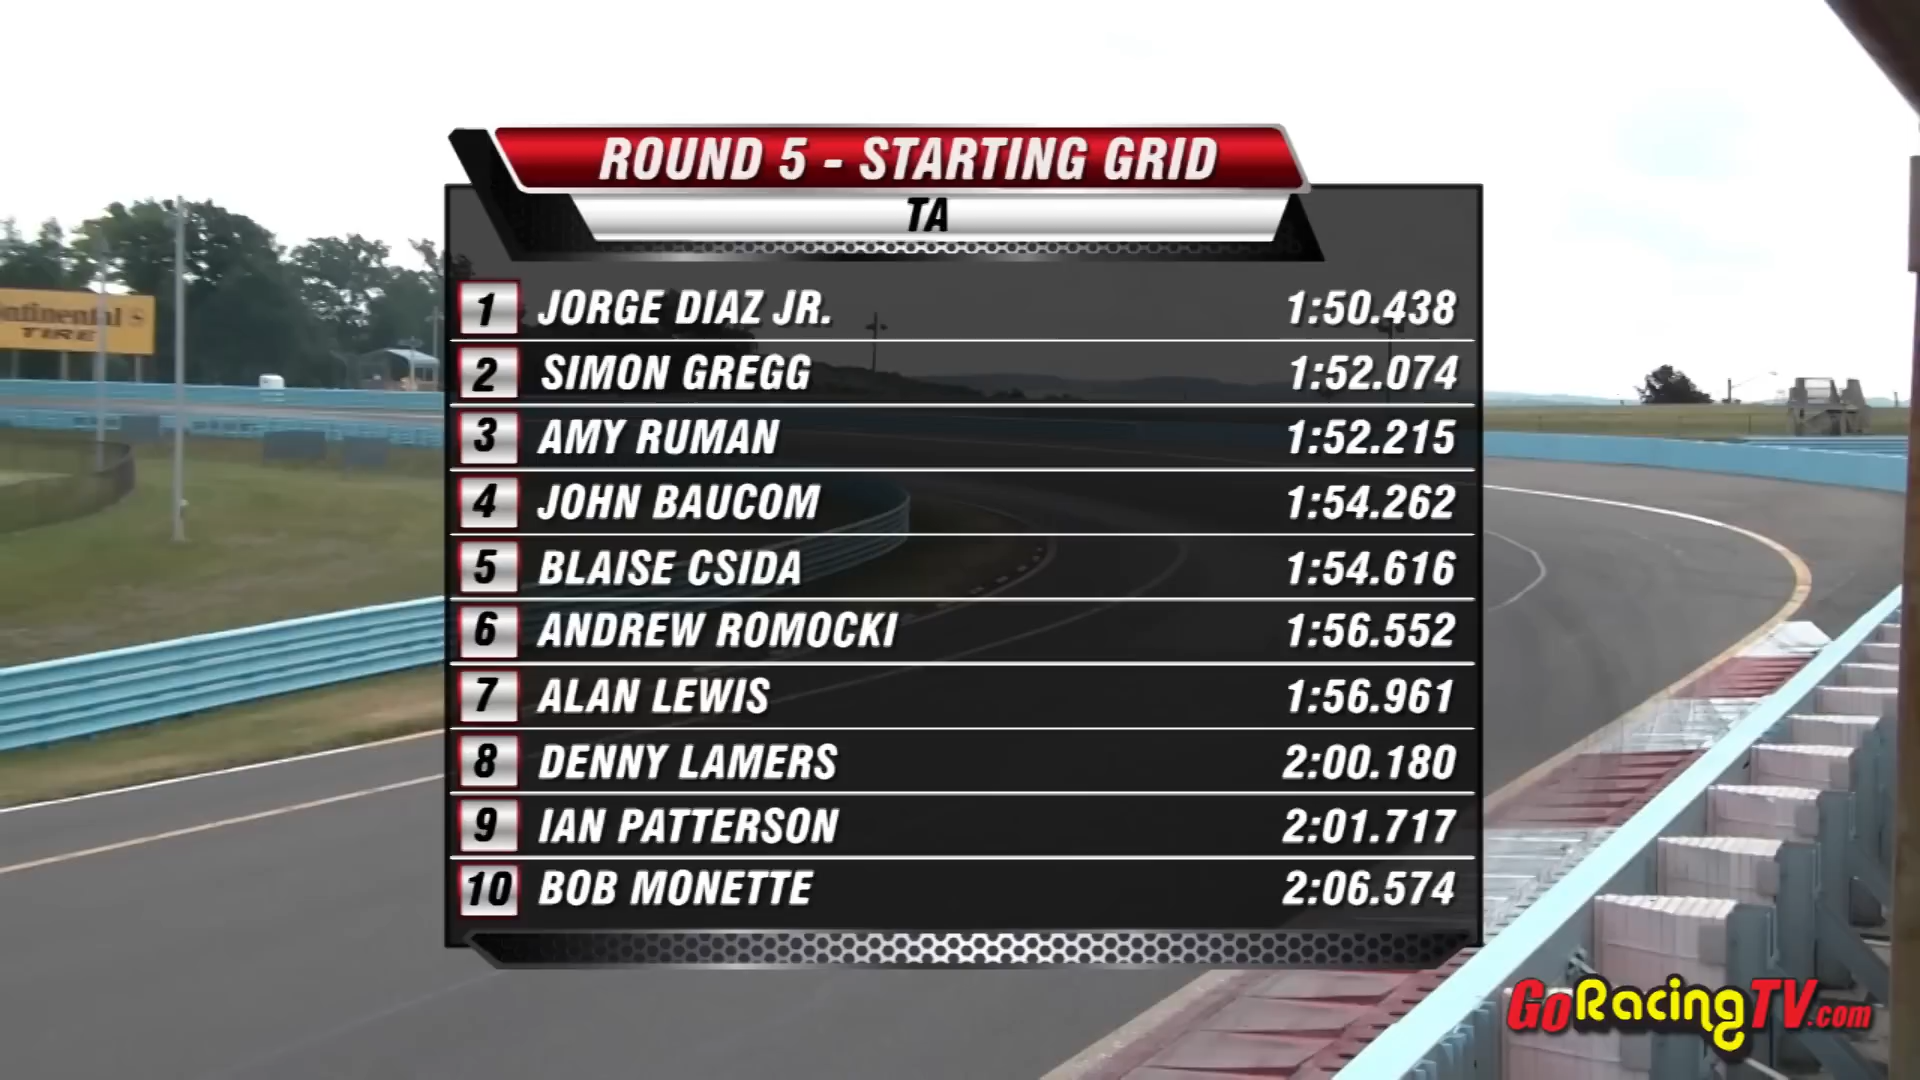 ROUND 5 - STARTING GRID
TA
1 JORGE DIAZ JR. 1:50.438
2 SIMON GREGG 1:52.074
3 AMY RUMAN 1:52.215
4 JOHN BAUCOM 1:54.262
5 BLAISE CSIDA 1:54.616
6 ANDREW ROMOCKI 1:56.552
7 ALAN LEWIS 1:56.961
8 DENNY LAMERS 2:00.180
9 IAN PATTERSON 2:01.717
10 BOB MONETTE 2:06.574
ntinental
TIRE
GoRacingTV.com